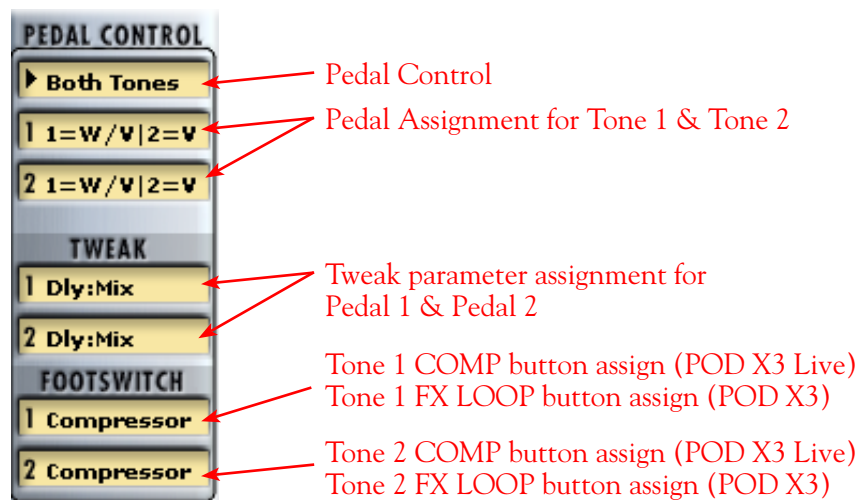 PEDAL CONTROL
Both Tones
Pedal Control
1 1=W/V|2=V
Pedal Assignment for Tone 1 & Tone 2
2 1=W/V|2=V
TWEAK
1 Dly:Mix
Tweak parameter assignment for
Pedal 1 & Pedal 2
2 Dly:Mix
FOOTSWITCH
Tone 1 COMP button assign (POD X3 Live)
Tone 1 FX LOOP button assign (POD X3)
1 Compressor
Tone 2 COMP button assign (POD X3 Live)
Tone 2 FX LOOP button assign (POD X3)
2 Compressor